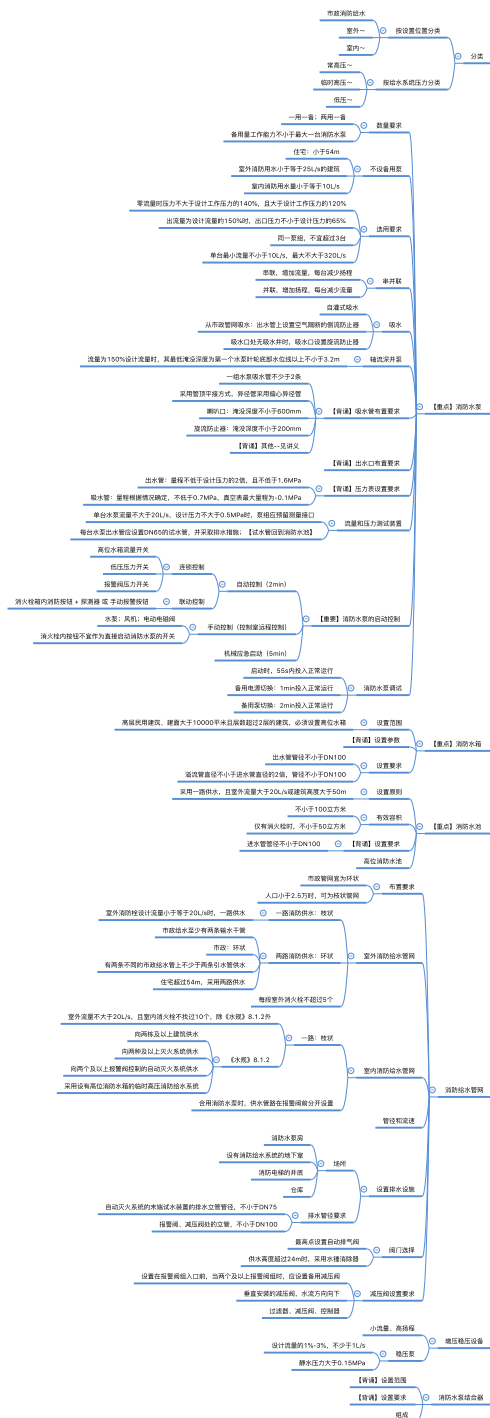 市政消防给水
室外～
按设置位置分类
室内～
分类
常高压～
临时高压～
按给水系统压力分类
低压～
一用一备；两用一备
数量要求
备用量工作能力不小于最大一台消防水泵
住宅：小于54m
室外消防用水小于等于25L/s的建筑
不设备用泵
室内消防用水量小于等于10L/s
零流量时压力不大于设计工作压力的140%，且大于设计工作压力的120%
出流量为设计流量的150%时，出口压力不小于设计压力的65%
选用要求
同一泵组，不宜超过3台
单台最小流量不小于10L/s，最大不大于320L/s
串联，增加流量，每台减少扬程
串并联
并联，增加扬程，每台减少流量
自灌式吸水
从市政管网吸水：出水管上设置空气隔断的倒流防止器
吸水
吸水口处无吸水井时，吸水口设置旋流防止器
流量为150%设计流量时，其最低淹没深度为第一个水泵叶轮底部水位线以上不小于3.2m
轴流深井泵
一组水泵吸水管不少于2条
采用管顶平接方式，异径管采用偏心异径管
喇叭口：淹没深度不小于600mm
【背诵】吸水管布置要求
【重点】消防水泵
旋流防止器：淹没深度不小于200mm
【背诵】其他--见讲义
【背诵】出水口布置要求
出水管：量程不低于设计压力的2倍，且不低于1.6MPa
【背诵】压力表设置要求
吸水管：量程根据情况确定，不低于0.7MPa，真空表最大量程为-0.1MPa
单台水泵流量不大于20L/s，设计压力不大于0.5MPa时，泵组应预留测量接口
流量和压力测试装置
每台水泵出水管应设置DN65的试水管，并采取排水措施；【试水管回到消防水池】
高位水箱流量开关
低压压力开关
连锁控制
报警阀压力开关
自动控制（2min）
消火栓箱内消防按钮 + 探测器 或 手动报警按钮
联动控制
水泵；风机；电动电磁阀
手动控制（控制室远程控制）
【重要】消防水泵的启动控制
消火栓内按钮不宜作为直接启动消防水泵的开关
机械应急启动（5min）
启动时，55s内投入正常运行
备用电源切换：1min投入正常运行
消防水泵调试
备用泵切换：2min投入正常运行
高层民用建筑、建面大于10000平米且层数超过2层的建筑，必须设置高位水箱
设置范围
【背诵】设置参数
【重点】消防水箱
出水管管径不小于DN100
设置要求
溢流管直径不小于进水管直径的2倍，管径不小于DN100
采用一路供水，且室外流量大于20L/s或建筑高度大于50m
设置原则
不小于100立方米
有效容积
仅有消火栓时，不小于50立方米
【重点】消防水池
进水管管径不小于DN100
【背诵】设置要求
高位消防水池
市政管网宜为环状
布置要求
人口小于2.5万时，可为枝状管网
室外消防栓设计流量小于等于20L/s时，一路供水
一路消防供水：枝状
市政给水至少有两条输水干管
市政：环状
两路消防供水：环状
室外消防给水管网
有两条不同的市政给水管上不少于两条引水管供水
住宅超过54m，采用两路供水
每段室外消火栓不超过5个
室外流量不大于20L/s，且室内消火栓不找过10个，除《水规》8.1.2外
一路：枝状
向两栋及以上建筑供水
向两种及以上灭火系统供水
《水规》8.1.2
向两个及以上报警阀控制的自动灭火系统供水
室内消防给水管网
采用设有高位消防水箱的临时高压消防给水系统
消防给水管网
合用消防水泵时，供水管路在报警阀前分开设置
管径和流速
消防水泵房
设有消防给水系统的地下室
场所
消防电梯的井底
仓库
设置排水设施
自动灭火系统的末端试水装置的排水立管管径，不小于DN75
排水管径要求
报警阀、减压阀处的立管，不小于DN100
最高点设置自动排气阀
阀门选择
供水高度超过24m时，采用水锤消除器
设置在报警阀组入口前，当两个及以上报警阀组时，应设置备用减压阀
垂直安装的减压阀，水流方向向下
减压阀设置要求
过滤器、减压阀、控制器
小流量、高扬程
增压稳压设备
设计流量的1%-3%，不少于1L/s
稳压泵
静水压力大于0.15MPa
【背诵】设置范围
【背诵】设置要求
消防水泵结合器
组成